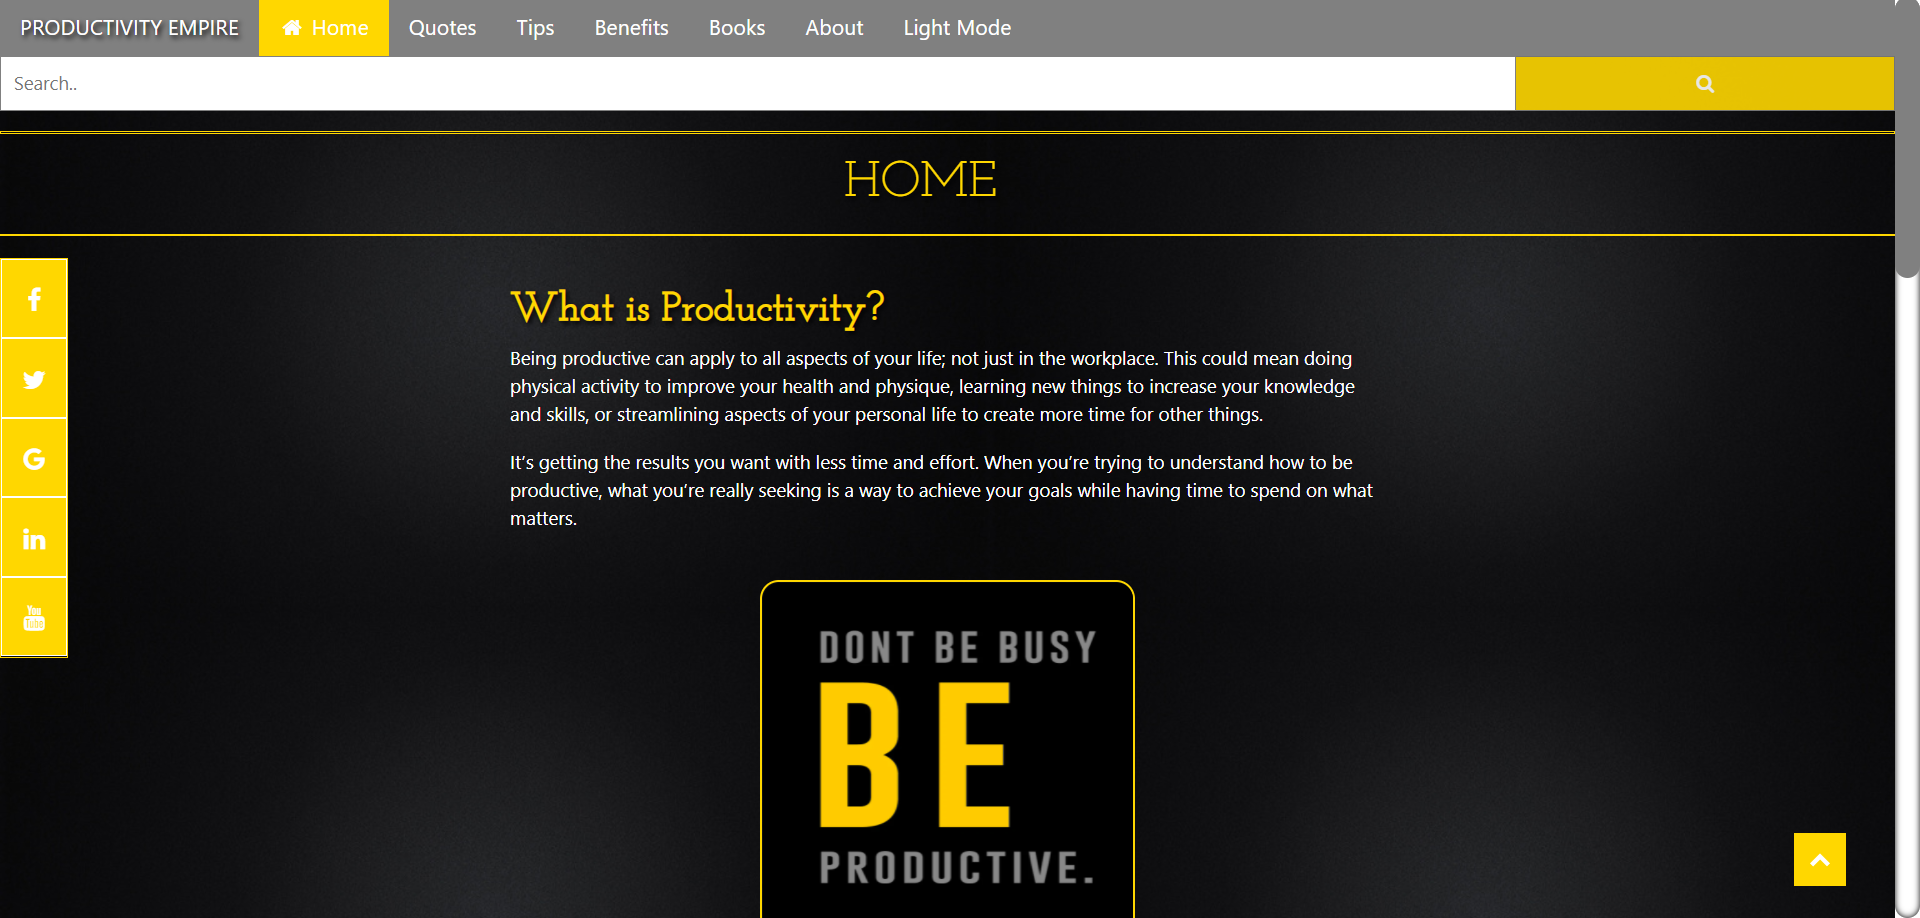 PRODUCTIVITY EMPIRE Home Quotes Tips Benefits Books About Light Mode
Search..
HOME
What is Productivity?
Being productive can apply to all aspects of your life; not just in the workplace. This could mean doing
physical activity to improve your health and physique, learning new things to increase your knowledge
and skills, or streamlining aspects of your personal life to create more time for other things.
It’s getting the results you want with less time and effort. When you’re trying to understand how to be
productive, what you’re really seeking is a way to achieve your goals while having time to spend on what
matters.
You
Tube
DONT BE BUSY
BE
PRODUCTIVE.